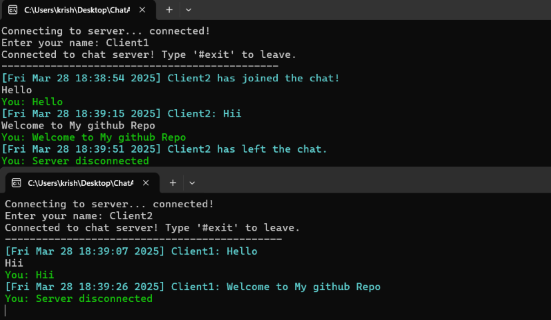 C:\Users\krish\Desktop\ChatA
Connecting to server... connected!
Enter your name: Client1
Connected to chat server! Type '#exit' to leave.
------------------------------------------------
[Fri Mar 28 18:38:54 2025] Client2 has joined the chat!
Hello
You: Hello
[Fri Mar 28 18:39:15 2025] Client2: Hii
Welcome to My github Repo
You: Welcome to My github Repo
[Fri Mar 28 18:39:51 2025] Client2 has left the chat.
You: Server disconnected
C:\Users\krish\Desktop\ChatA
Connecting to server... connected!
Enter your name: Client2
Connected to chat server! Type '#exit' to leave.
------------------------------------------------
[Fri Mar 28 18:39:07 2025] Client1: Hello
Hii
You: Hii
[Fri Mar 28 18:39:26 2025] Client1: Welcome to My github Repo
You: Server disconnected